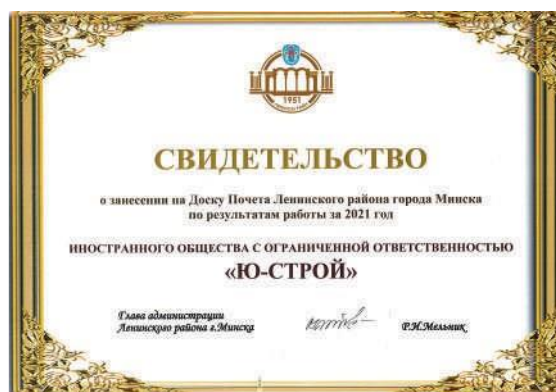 1951
СВИДЕТЕЛЬСТВО
о занесении на Доску Почета Ленинского района города Минска
по результатам работы за 2021 год
ИНОСТРАННОГО ОБЩЕСТВА С ОГРАНИЧЕННОЙ ОТВЕТСТВЕННОСТЬЮ
«Ю-СТРОЙ»
Глава администрации
Ленинского района г.Минска
Р.И.Мельник